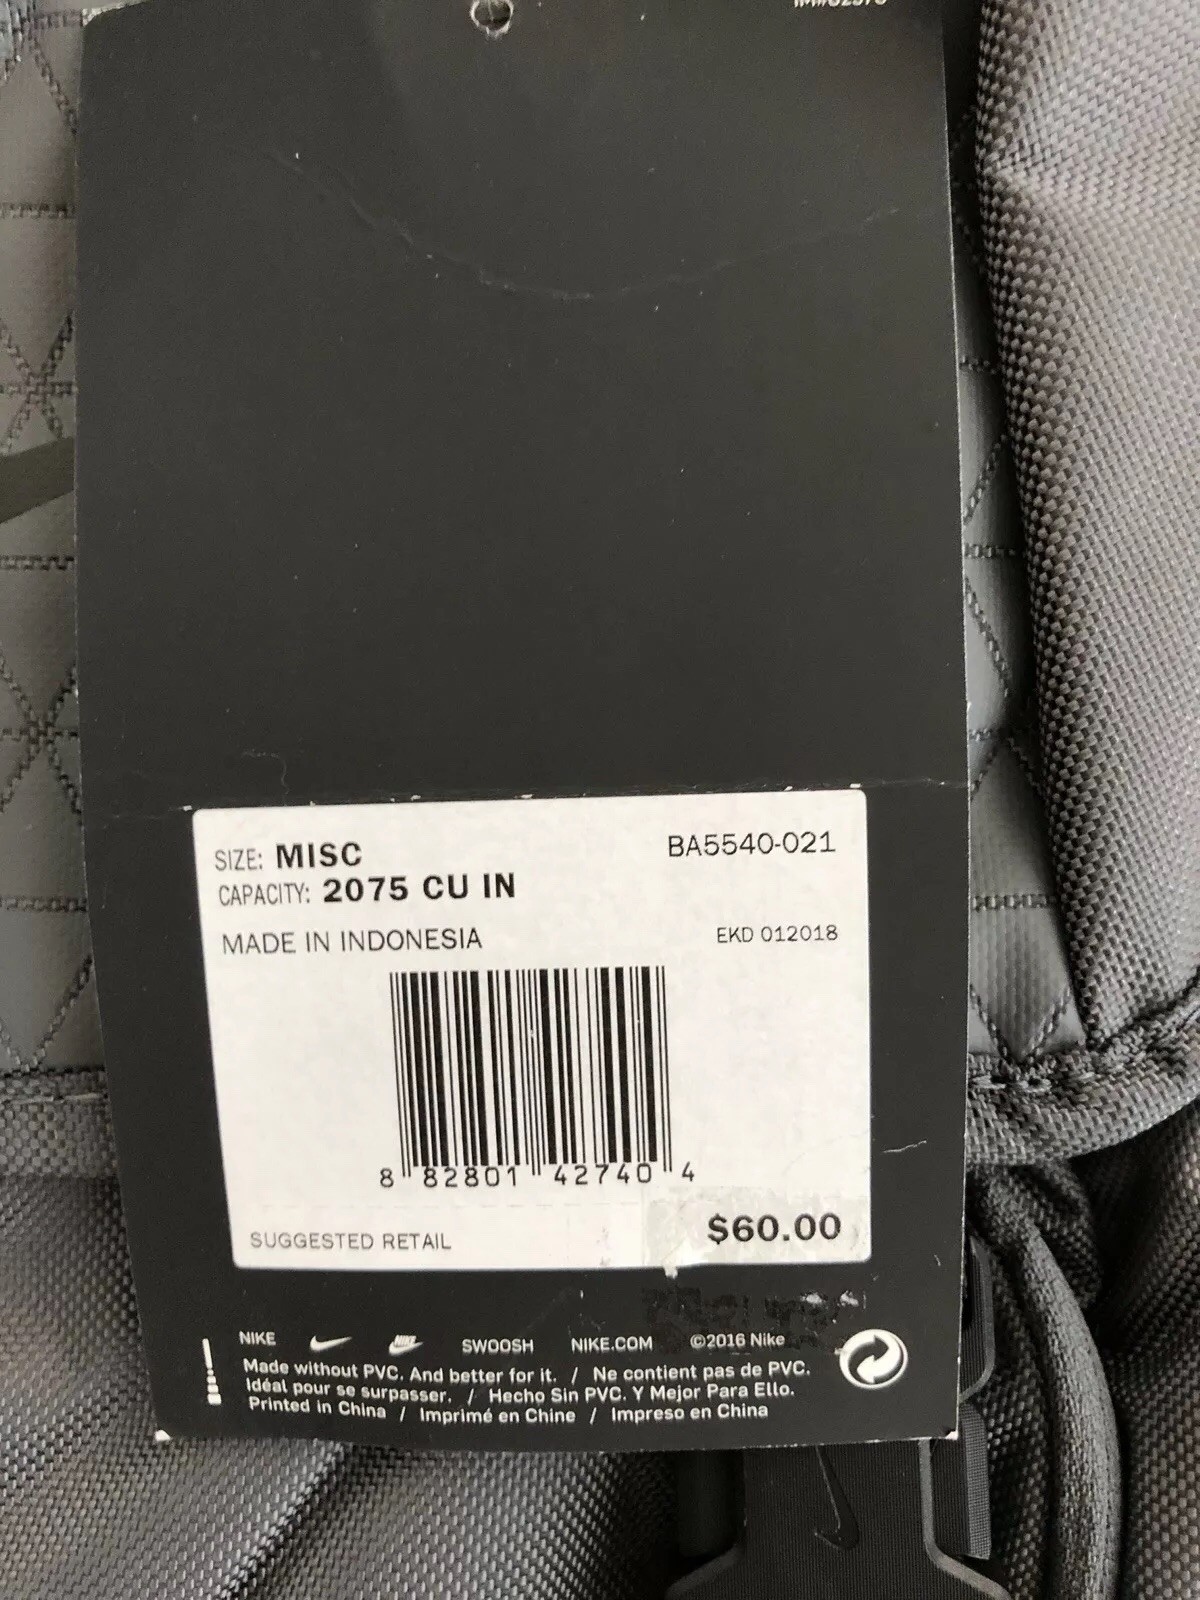 SIZE: MISC
BA5540-021
CAPACITY: 2075 CU IN
MADE IN INDONESIA
EKD 012018
8 82801 42740 4
SUGGESTED RETAIL
$60.00
NIKE NIKE SWOOSH NIKE.COM ©2016 Nike
Made without PVC. And better for it. / Ne contient pas de PVC.
Idéal pour se surpasser. / Hecho Sin PVC. Y Mejor Para Ello.
Printed in China / Imprimé en Chine / Impreso en China